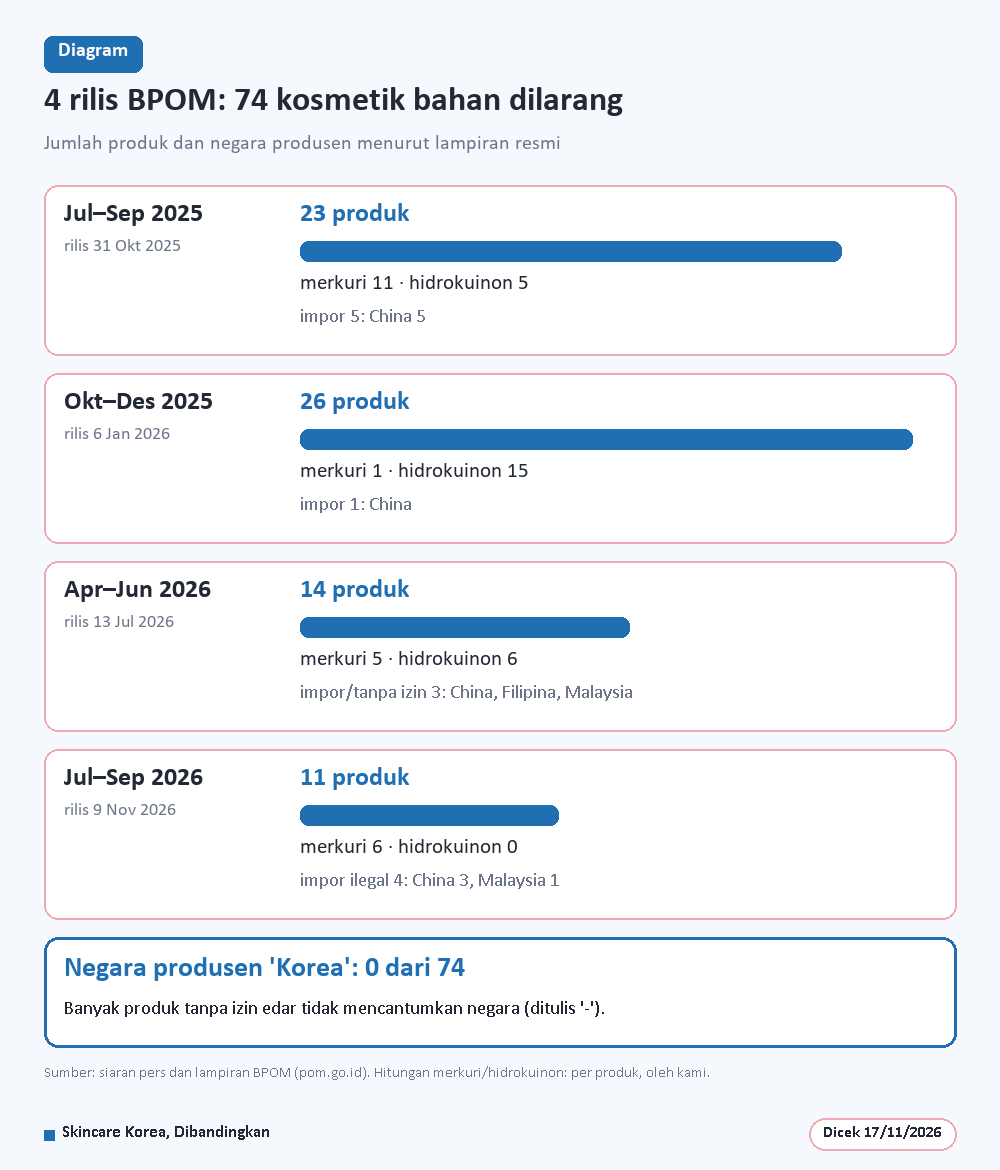 Diagram
4 rilis BPOM: 74 kosmetik bahan dilarang
Jumlah produk dan negara produsen menurut lampiran resmi
Jul–Sep 2025
rilis 31 Okt 2025
23 produk
merkuri 11 · hidrokuinon 5
impor 5: China 5
Okt–Des 2025
rilis 6 Jan 2026
26 produk
merkuri 1 · hidrokuinon 15
impor 1: China
Apr–Jun 2026
rilis 13 Jul 2026
14 produk
merkuri 5 · hidrokuinon 6
impor/tanpa izin 3: China, Filipina, Malaysia
Jul–Sep 2026
rilis 9 Nov 2026
11 produk
merkuri 6 · hidrokuinon 0
impor ilegal 4: China 3, Malaysia 1
Negara produsen 'Korea': 0 dari 74
Banyak produk tanpa izin edar tidak mencantumkan negara (ditulis '-').
Sumber: siaran pers dan lampiran BPOM (pom.go.id). Hitungan merkuri/hidrokuinon: per produk, oleh kami.
Skincare Korea, Dibandingkan
Dicek 17/11/2026